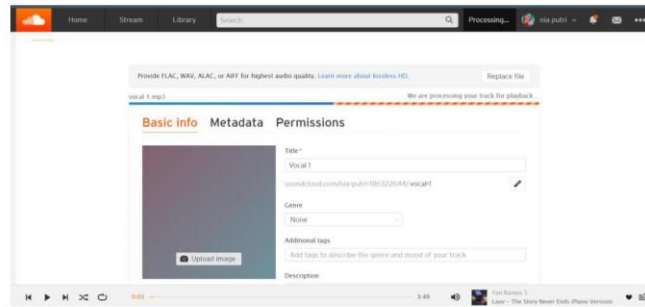 Home Stream Library Search Processing... nia putri
Provide FLAC, WAV, ALAC, or AIFF for highest audio quality. Learn more about lossless HD. Replace file
vocal 1.mp3 We are processing your track for playback.
Basic info Metadata Permissions
Title *
Vocal 1
soundcloud.com/nia-putri-816322644/vocal-1
Genre
None
Additional tags
Add tags to describe the genre and mood of your track
Upload image
Description
0:03 3:49
Lauv - The Story Never Ends (Piano Version)